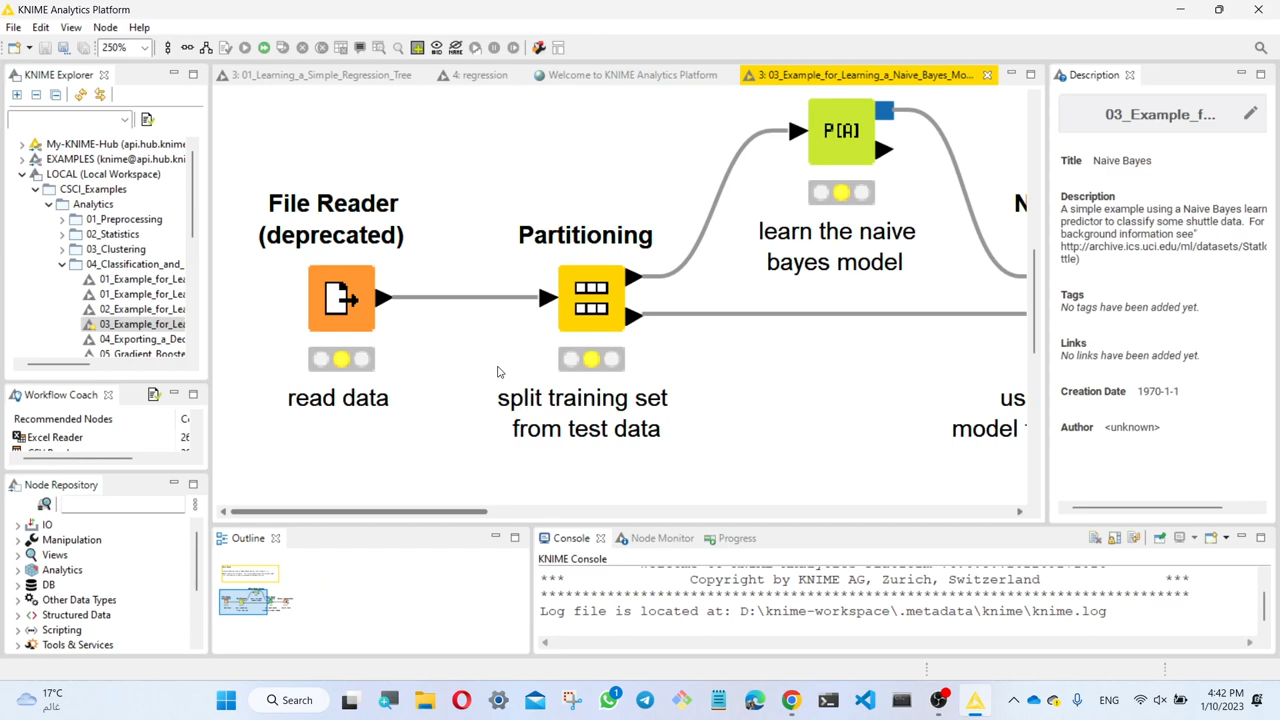 KNIME Analytics Platform
File Edit View Node Help
250%
KNIME Explorer
3: 01_Learning_a_Simple_Regression_Tree
4: regression
Welcome to KNIME Analytics Platform
3: 03_Example_for_Learning_a_Naive_Bayes_Mo...
Description
My-KNIME-Hub (api.hub.knime
EXAMPLES (knime@api.hub.kni
LOCAL (Local Workspace)
CSCI_Examples
Analytics
01_Preprocessing
02_Statistics
03_Clustering
04_Classification_and_
01_Example_for_Le
01_Example_for_Le
02_Example_for_Le
03_Example_for_Le
04_Exporting_a_Dec
05_Gradient_Booste
Workflow Coach
Recommended Nodes
Excel Reader
26
Node Repository
IO
Manipulation
Views
Analytics
DB
Other Data Types
Structured Data
Scripting
Tools & Services
File Reader
(deprecated)
read data
Partitioning
split training set
from test data
P[A]
learn the naive
bayes model
N
us
model
03_Example_f...
Title Naive Bayes
Description
A simple example using a Naive Bayes learn
predictor to classify some shuttle data. For
background information see"
http://archive.ics.uci.edu/ml/datasets/Statlo
ttle)
Tags
No tags have been added yet.
Links
No links have been added yet.
Creation Date 1970-1-1
Author <unknown>
Outline
Console
Node Monitor
Progress
KNIME Console
*** Copyright by KNIME AG, Zurich, Switzerland ***
Log file is located at: D:\knime-workspace\.metadata\knime\knime.log
17°C
غائم
Search
1
ENG
4:42 PM
1/10/2023